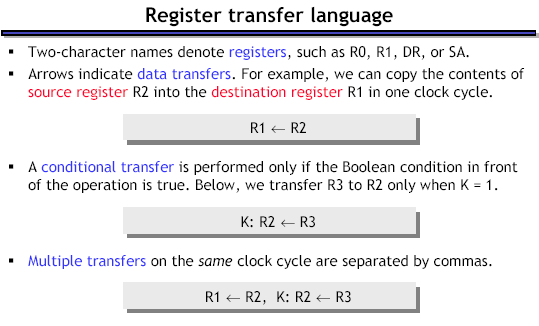 Register transfer language
▪ Two-character names denote registers, such as R0, R1, DR, or SA.
▪ Arrows indicate data transfers. For example, we can copy the contents of
source register R2 into the destination register R1 in one clock cycle.
R1 ← R2
▪ A conditional transfer is performed only if the Boolean condition in front
of the operation is true. Below, we transfer R3 to R2 only when K = 1.
K: R2 ← R3
▪ Multiple transfers on the same clock cycle are separated by commas.
R1 ← R2, K: R2 ← R3